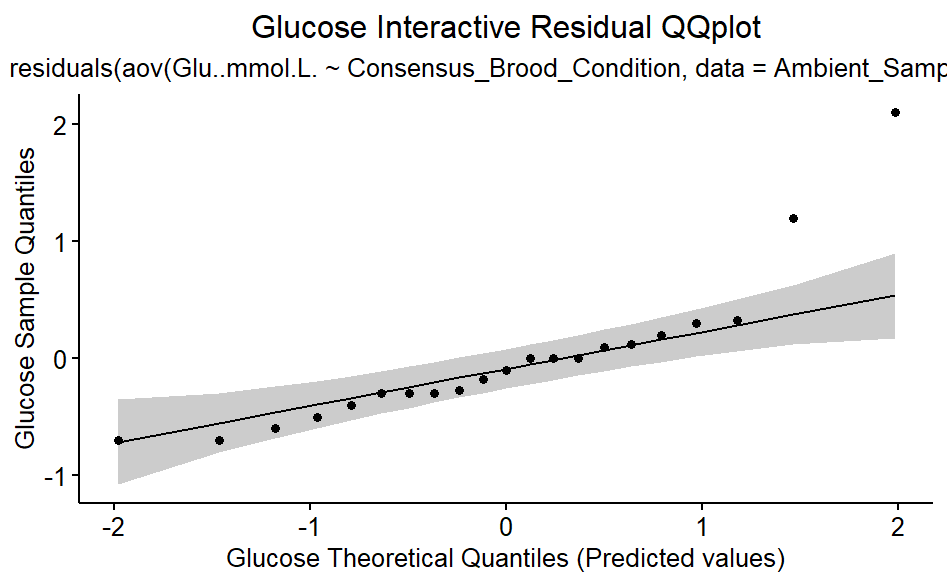 Glucose Interactive Residual QQplot
residuals(aov(Glu..mmol.L. ~ Consensus_Brood_Condition, data = Ambient_Samp
2
1
0
-1
Glucose Sample Quantiles
-2
-1
0
1
2
Glucose Theoretical Quantiles (Predicted values)